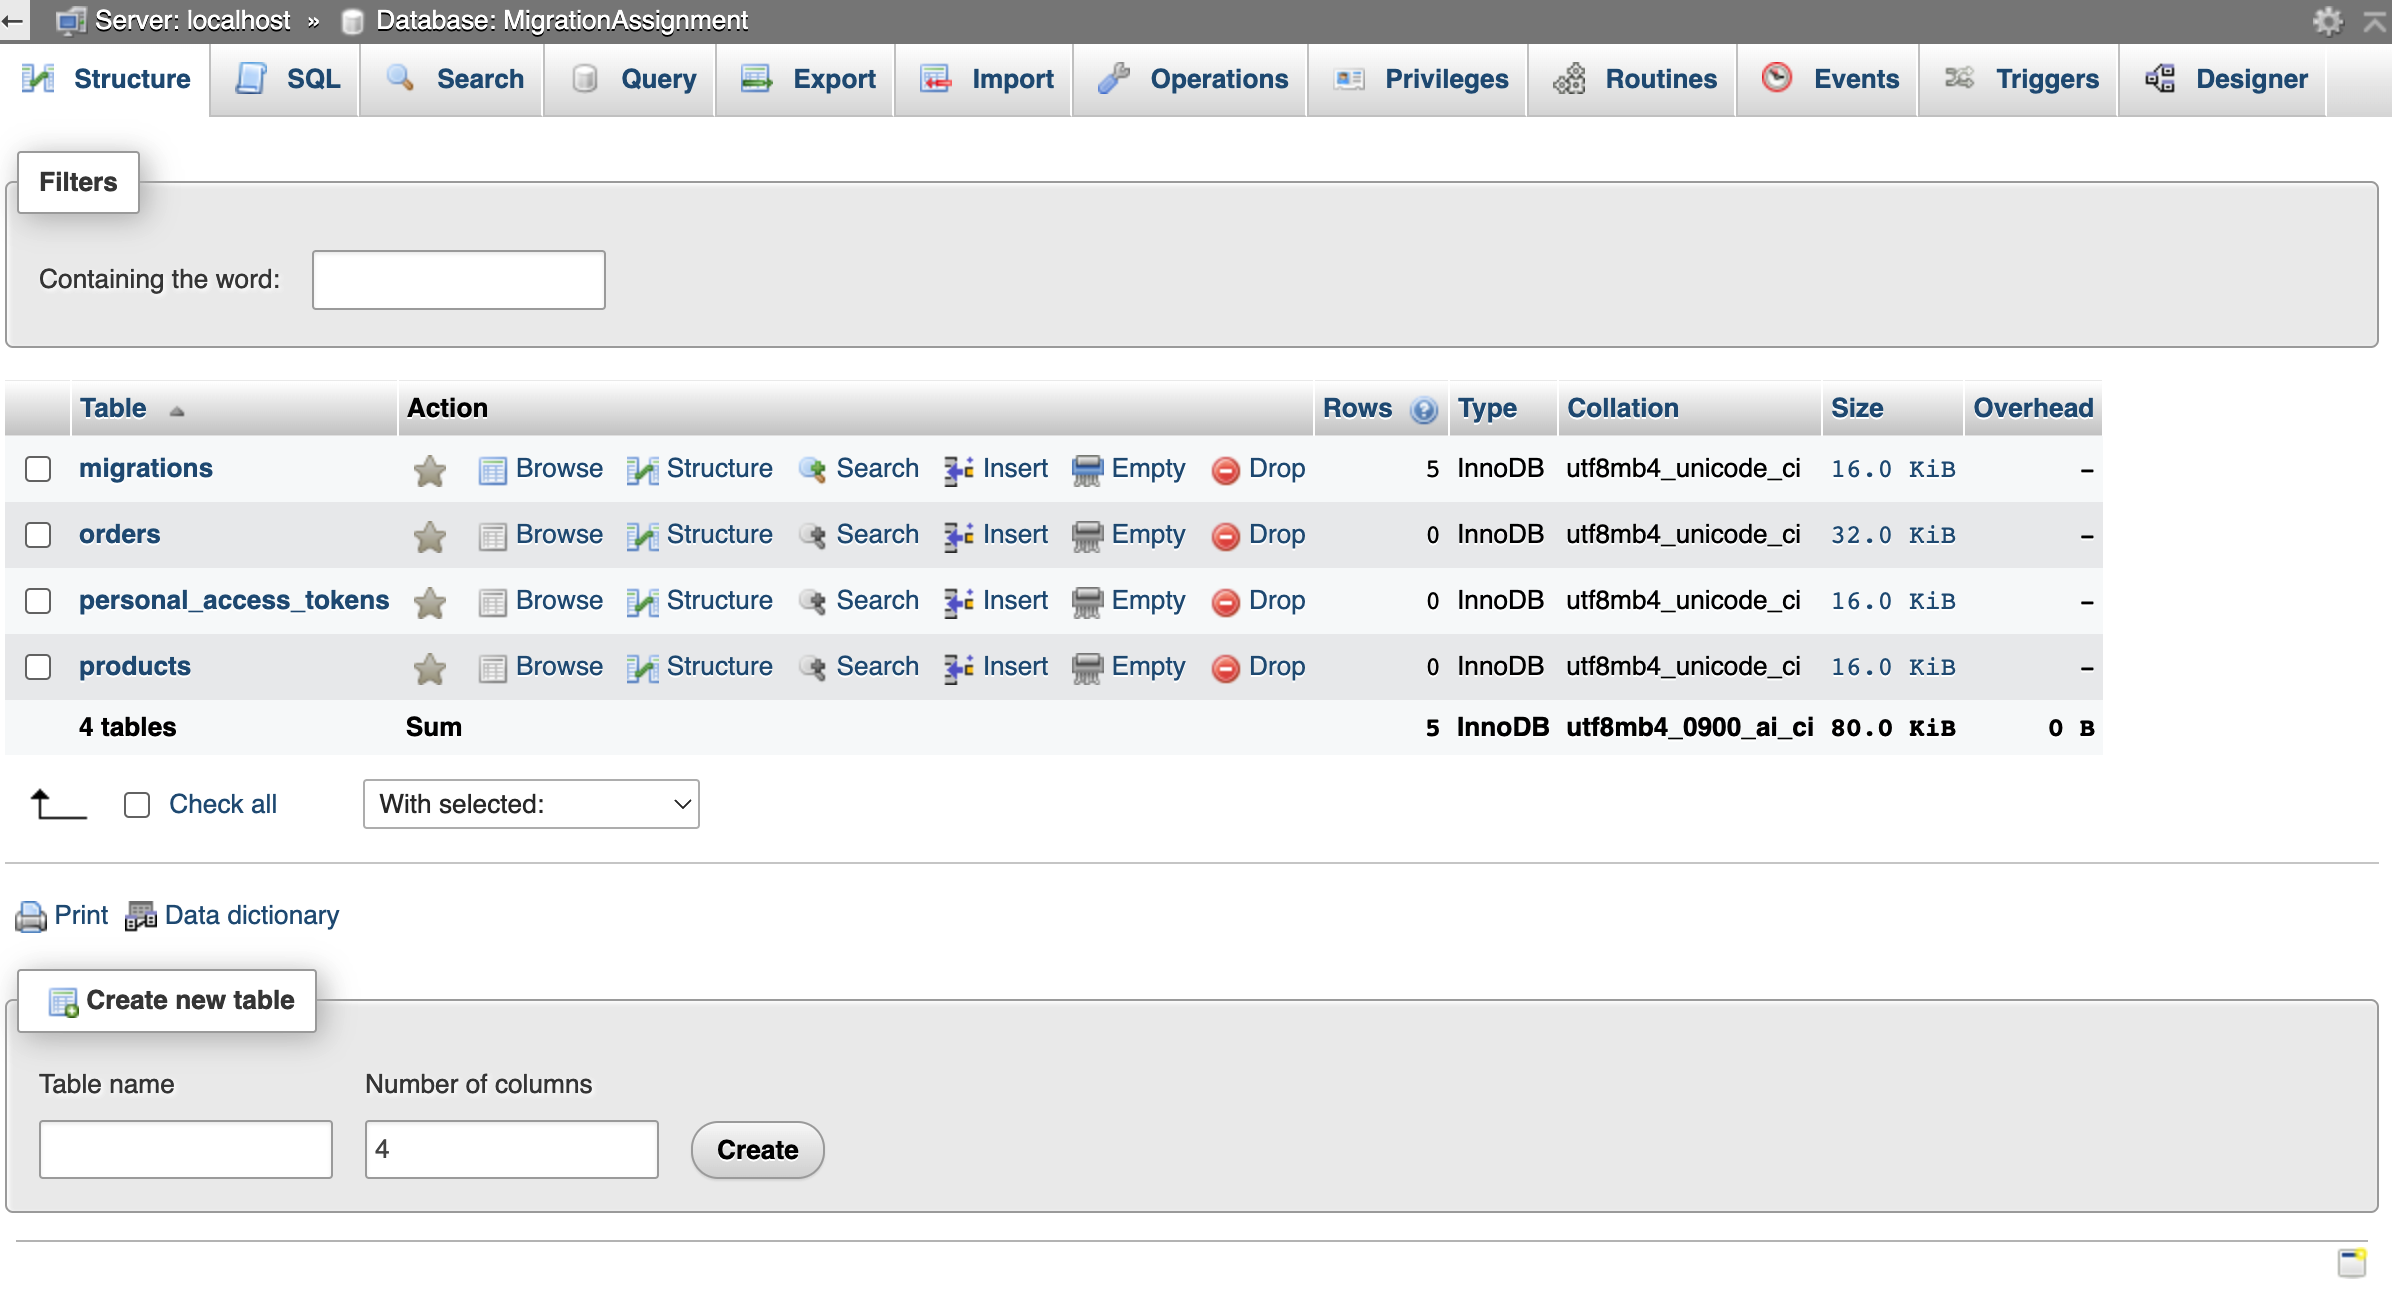 Server: localhost » Database: MigrationAssignment
Structure SQL Search Query Export Import Operations Privileges Routines Events Triggers Designer
Filters
Containing the word:
Table Action Rows Type Collation Size Overhead
migrations Browse Structure Search Insert Empty Drop 5 InnoDB utf8mb4_unicode_ci 16.0 KiB –
orders Browse Structure Search Insert Empty Drop 0 InnoDB utf8mb4_unicode_ci 32.0 KiB –
personal_access_tokens Browse Structure Search Insert Empty Drop 0 InnoDB utf8mb4_unicode_ci 16.0 KiB –
products Browse Structure Search Insert Empty Drop 0 InnoDB utf8mb4_unicode_ci 16.0 KiB –
4 tables Sum 5 InnoDB utf8mb4_0900_ai_ci 80.0 KiB 0 B
Check all With selected:
Print Data dictionary
Create new table
Table name Number of columns
4 Create